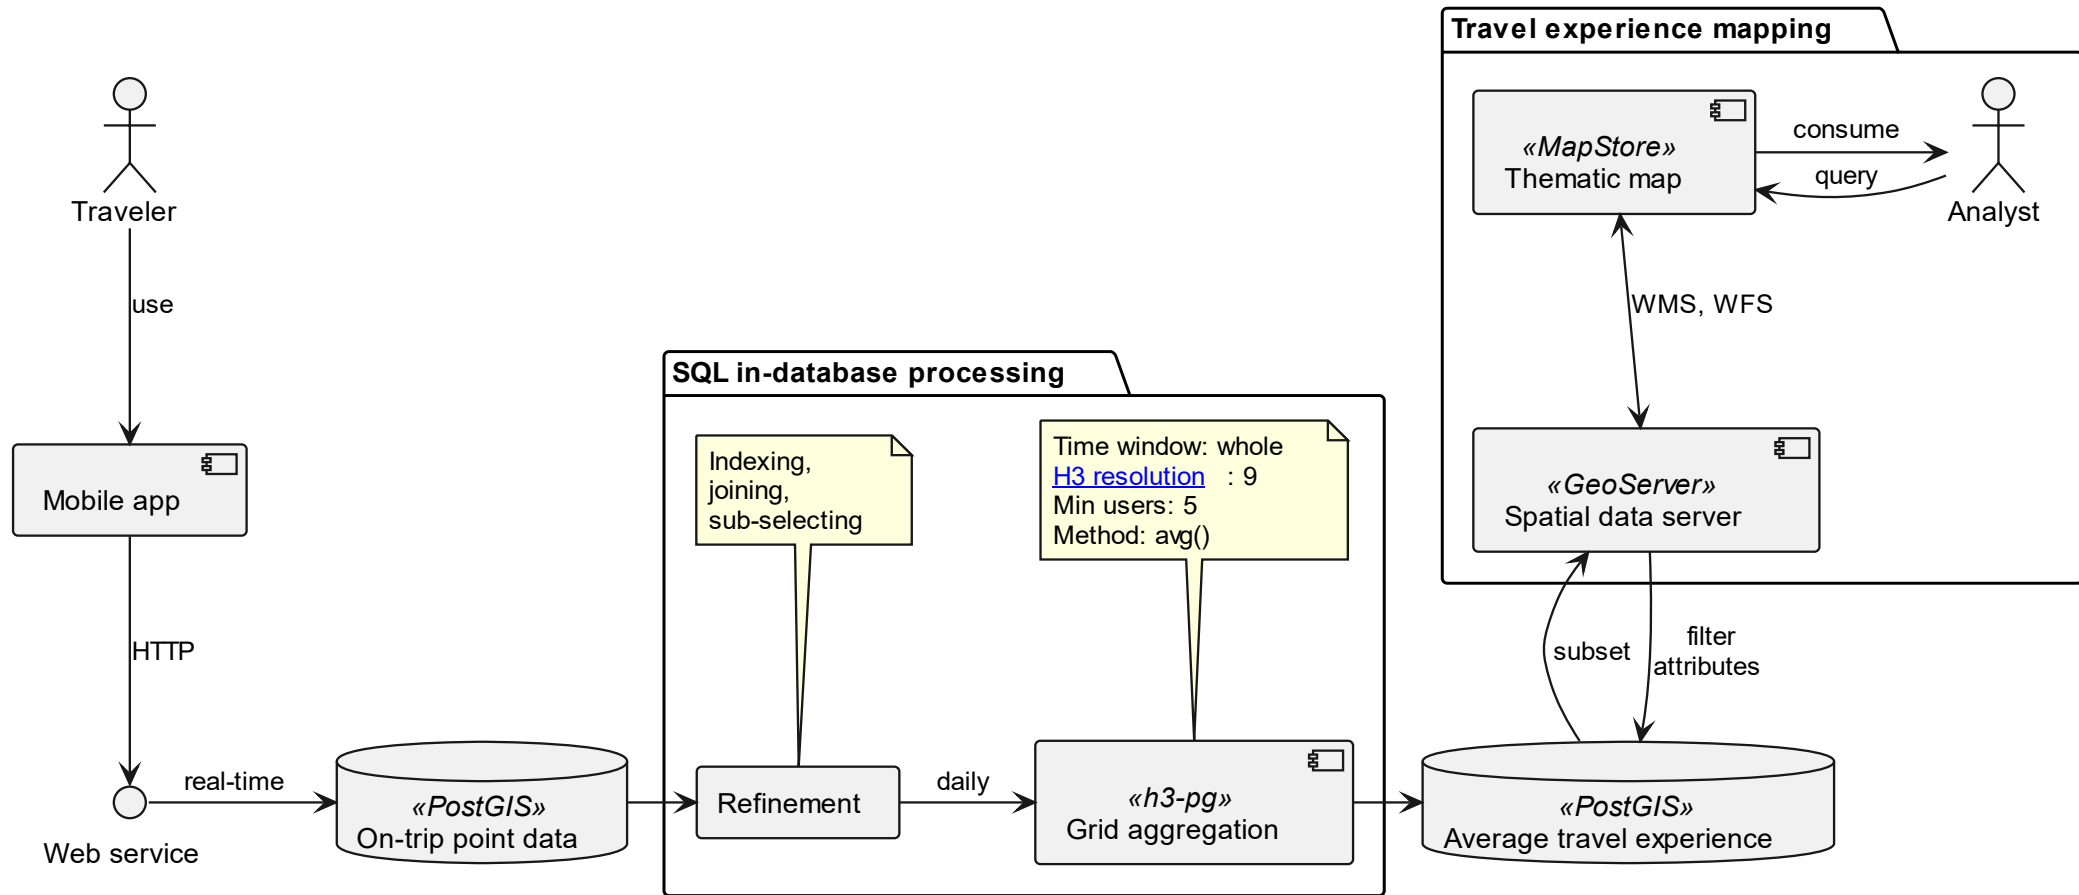 Travel experience mapping
«MapStore»
Thematic map
consume
query
Analyst
Traveler
use
WMS, WFS
SQL in-database processing
Indexing,
joining,
sub-selecting
Time window: whole
H3 resolution : 9
Min users: 5
Method: avg()
Mobile app
«GeoServer»
Spatial data server
HTTP
subset
filter
attributes
real-time
Web service
«PostGIS»
On-trip point data
Refinement
daily
«h3-pg»
Grid aggregation
«PostGIS»
Average travel experience